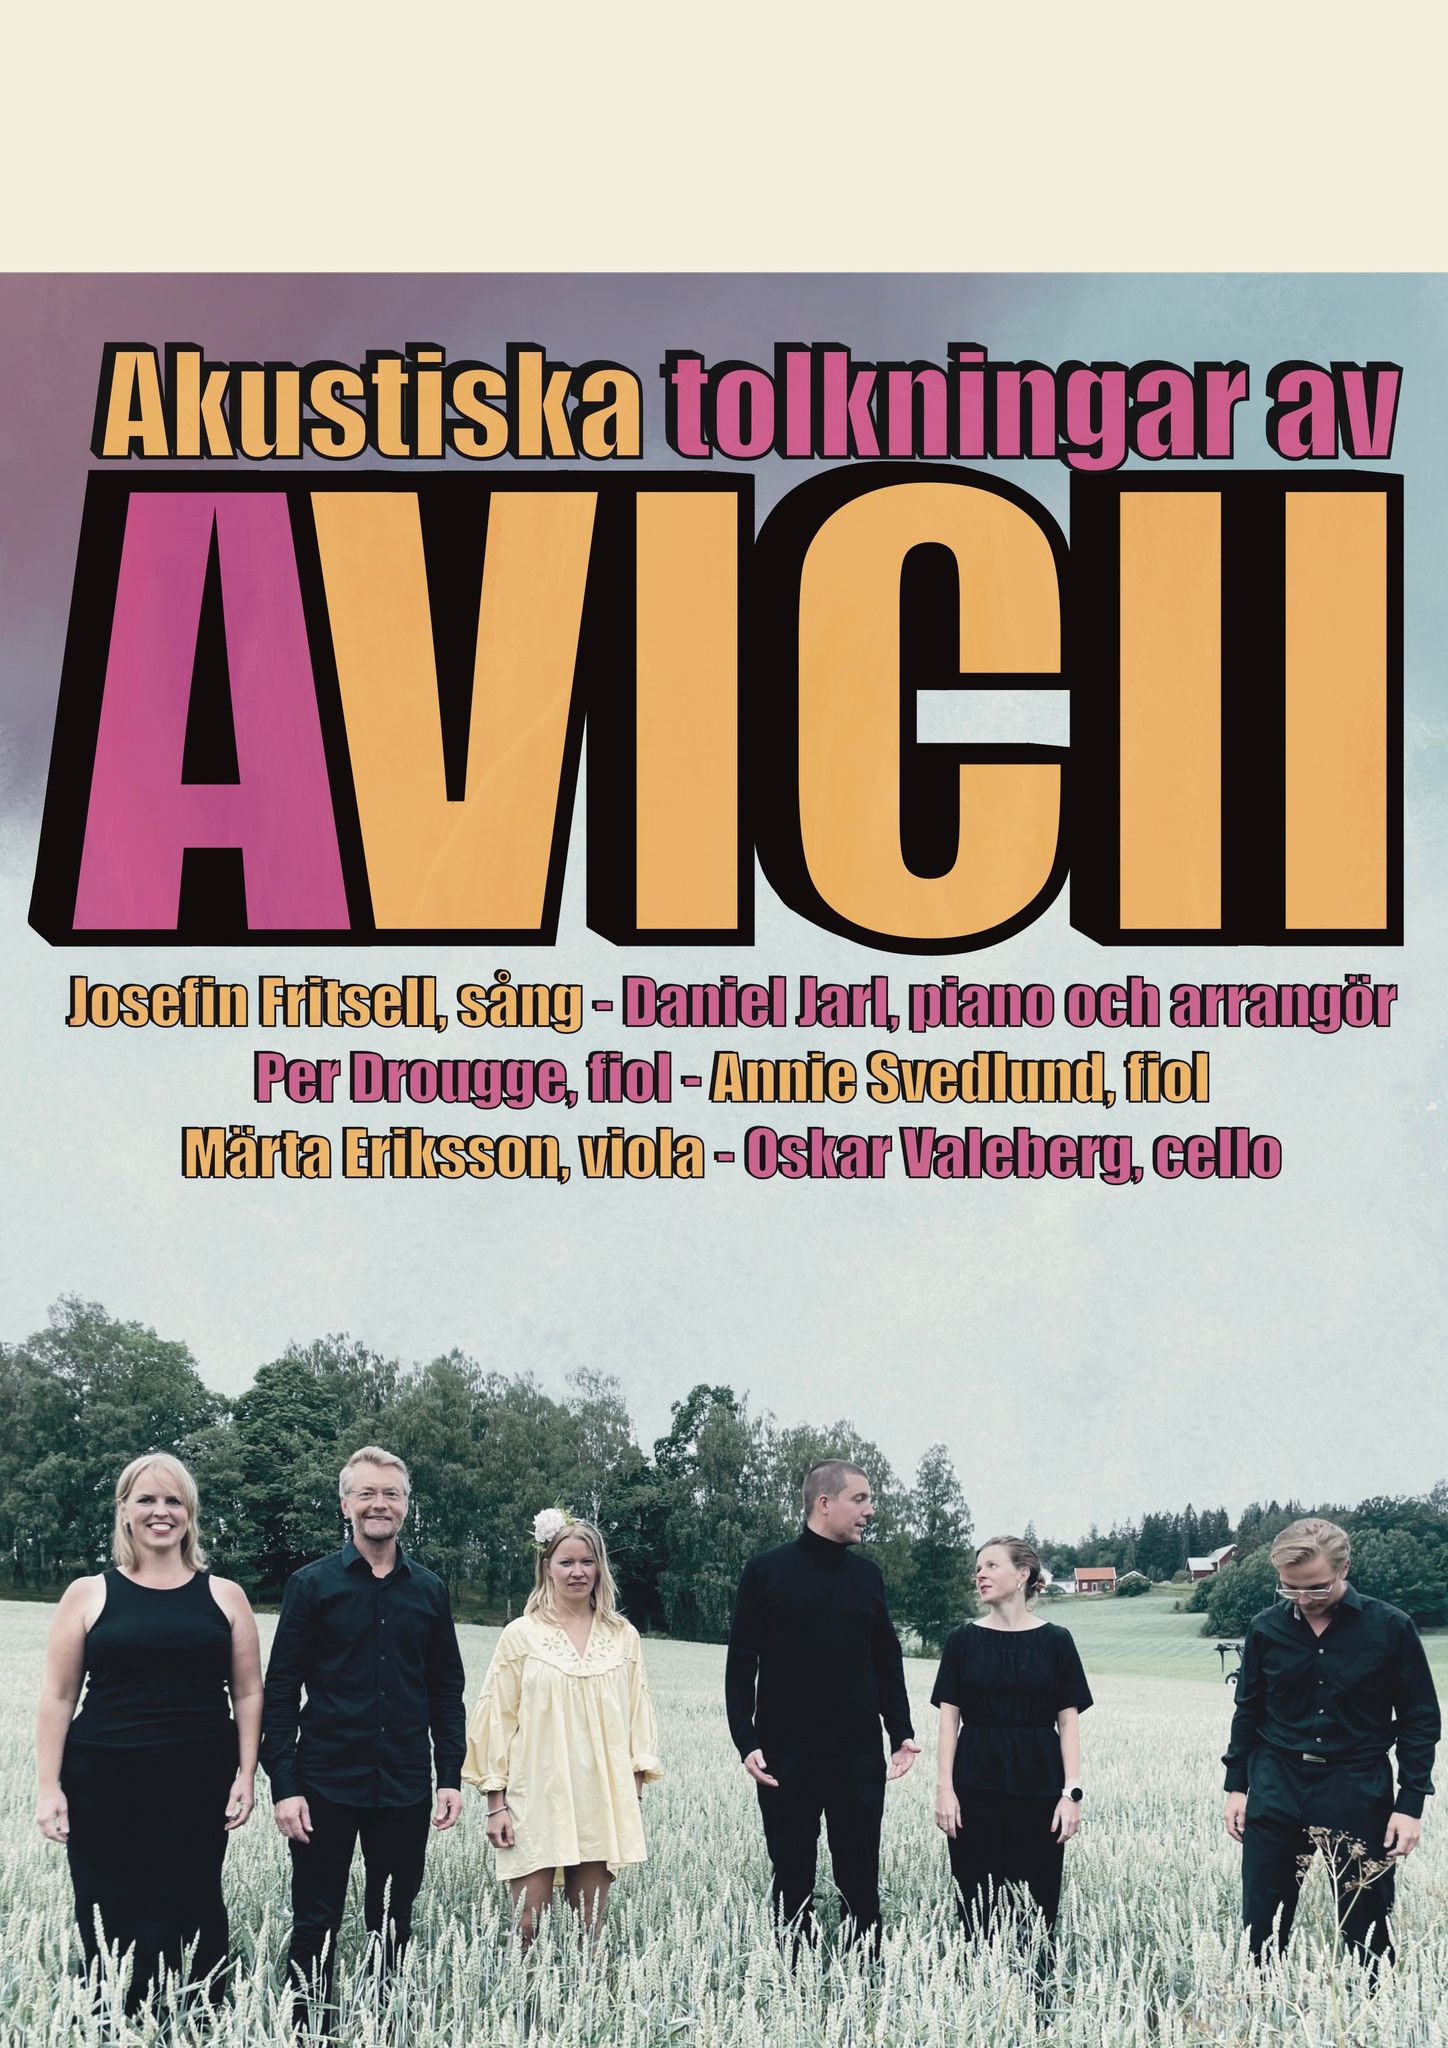 Akustiska tolkningar av
AVICII
Josefin Fritsell, sång - Daniel Jarl, piano och arrangör
Per Drougge, fiol - Annie Svedlund, fiol
Märta Eriksson, viola - Oskar Valeberg, cello